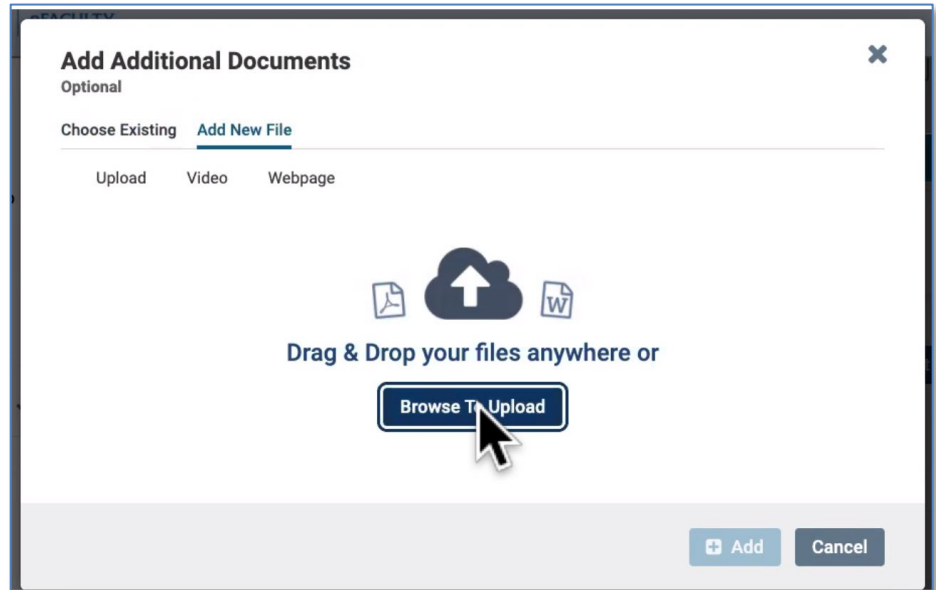 eFACULTY
Add Additional Documents
Optional
Choose Existing Add New File
Upload Video Webpage
W
Drag & Drop your files anywhere or
Browse To Upload
Add Cancel